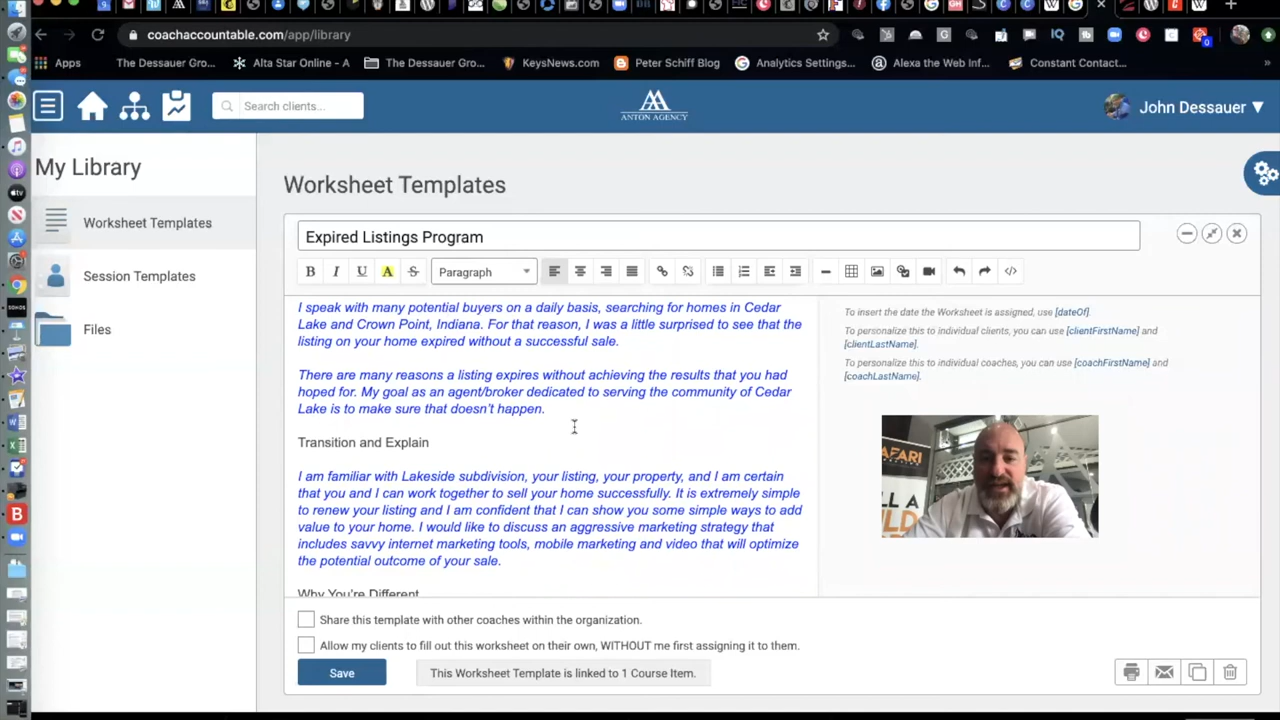 coachaccountable.com/app/library
Apps
The Dessauer Gro...
Alta Star Online - A
The Dessauer Gro...
KeysNews.com
Peter Schiff Blog
Analytics Settings...
Alexa the Web Inf...
Constant Contact...
Search clients...
ANTON AGENCY
John Dessauer ▼
My Library
Worksheet Templates
Session Templates
Files
Worksheet Templates
Expired Listings Program
B I U A S Paragraph
I speak with many potential buyers on a daily basis, searching for homes in Cedar
Lake and Crown Point, Indiana. For that reason, I was a little surprised to see that the
listing on your home expired without a successful sale.
There are many reasons a listing expires without achieving the results that you had
hoped for. My goal as an agent/broker dedicated to serving the community of Cedar
Lake is to make sure that doesn't happen.
Transition and Explain
I am familiar with Lakeside subdivision, your listing, your property, and I am certain
that you and I can work together to sell your home successfully. It is extremely simple
to renew your listing and I am confident that I can show you some simple ways to add
value to your home. I would like to discuss an aggressive marketing strategy that
includes savvy internet marketing tools, mobile marketing and video that will optimize
the potential outcome of your sale.
Why You're Different
To insert the date the Worksheet is assigned, use [dateOf].
To personalize this to individual clients, you can use [clientFirstName] and
[clientLastName].
To personalize this to individual coaches, you can use [coachFirstName] and
[coachLastName].
AFARI
Share this template with other coaches within the organization.
Allow my clients to fill out this worksheet on their own, WITHOUT me first assigning it to them.
Save
This Worksheet Template is linked to 1 Course Item.